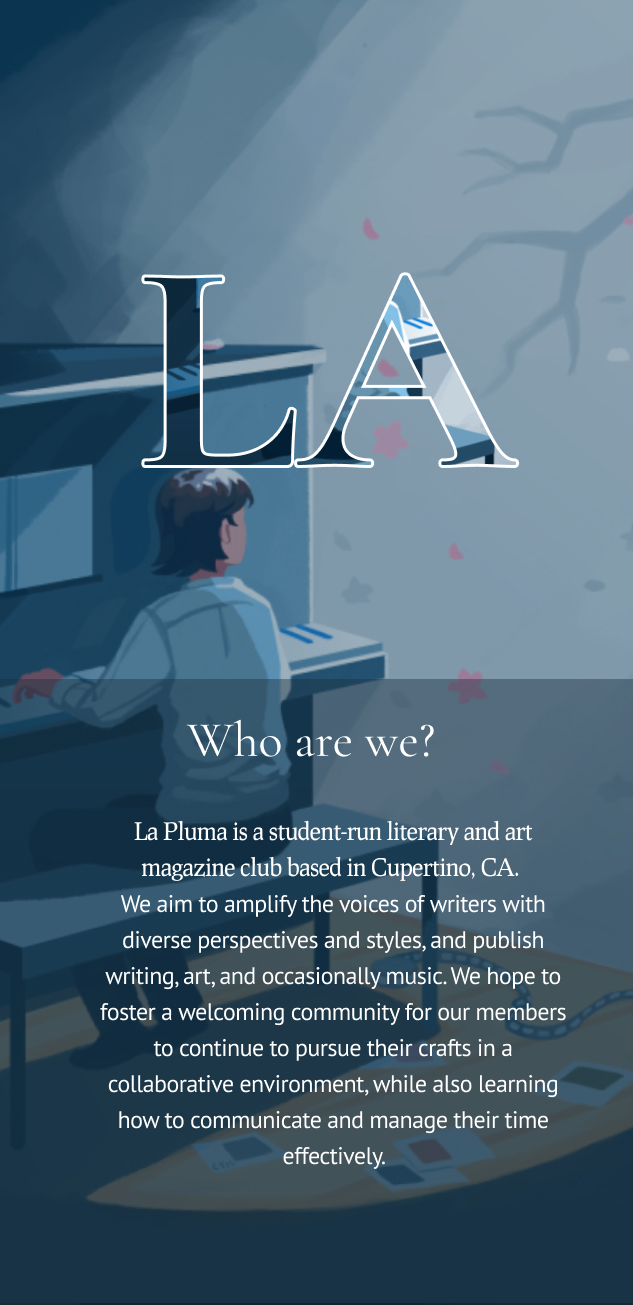 LA
Who are we?
La Pluma is a student-run literary and art
magazine club based in Cupertino, CA.
We aim to amplify the voices of writers with
diverse perspectives and styles, and publish
writing, art, and occasionally music. We hope to
foster a welcoming community for our members
to continue to pursue their crafts in a
collaborative environment, while also learning
how to communicate and manage their time
effectively.